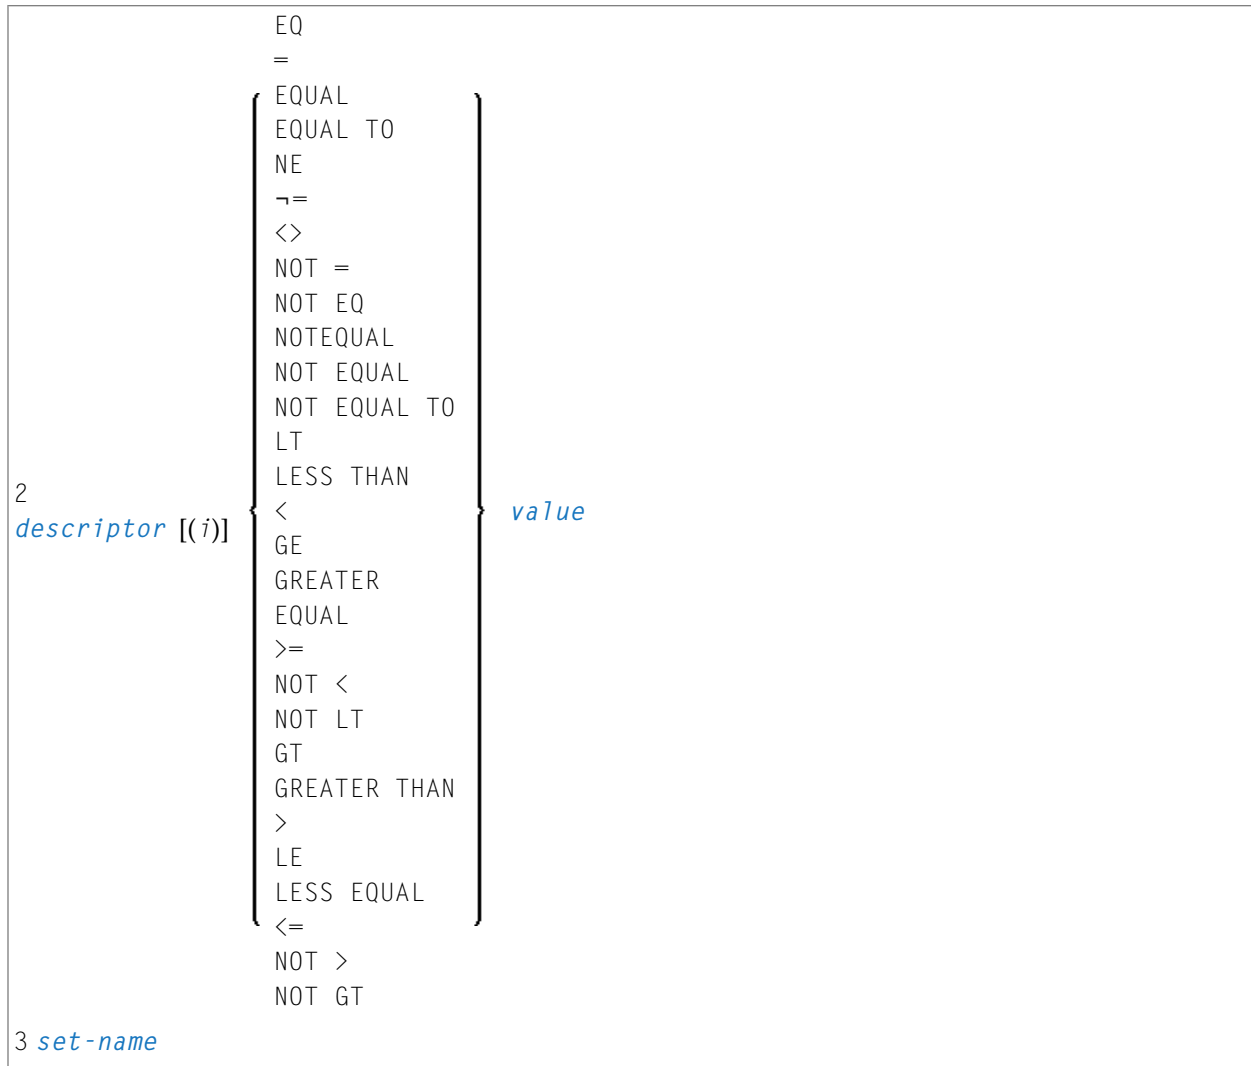 EQ
=
EQUAL
EQUAL TO
NE
¬=
<>
NOT =
NOT EQ
NOTEQUAL
NOT EQUAL
NOT EQUAL TO
LT
LESS THAN
2
<
descriptor [(i)]
value
GE
GREATER
EQUAL
>=
NOT <
NOT LT
GT
GREATER THAN
>
LE
LESS EQUAL
<=
NOT >
NOT GT
3 set-name